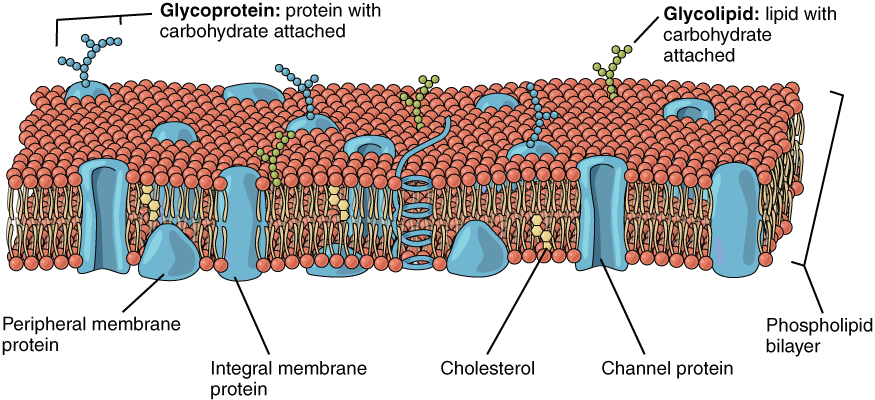 Glycoprotein: protein with
carbohydrate attached
Glycolipid: lipid with
carbohydrate
attached
Peripheral membrane
protein
Integral membrane
protein
Cholesterol
Channel protein
Phospholipid
bilayer